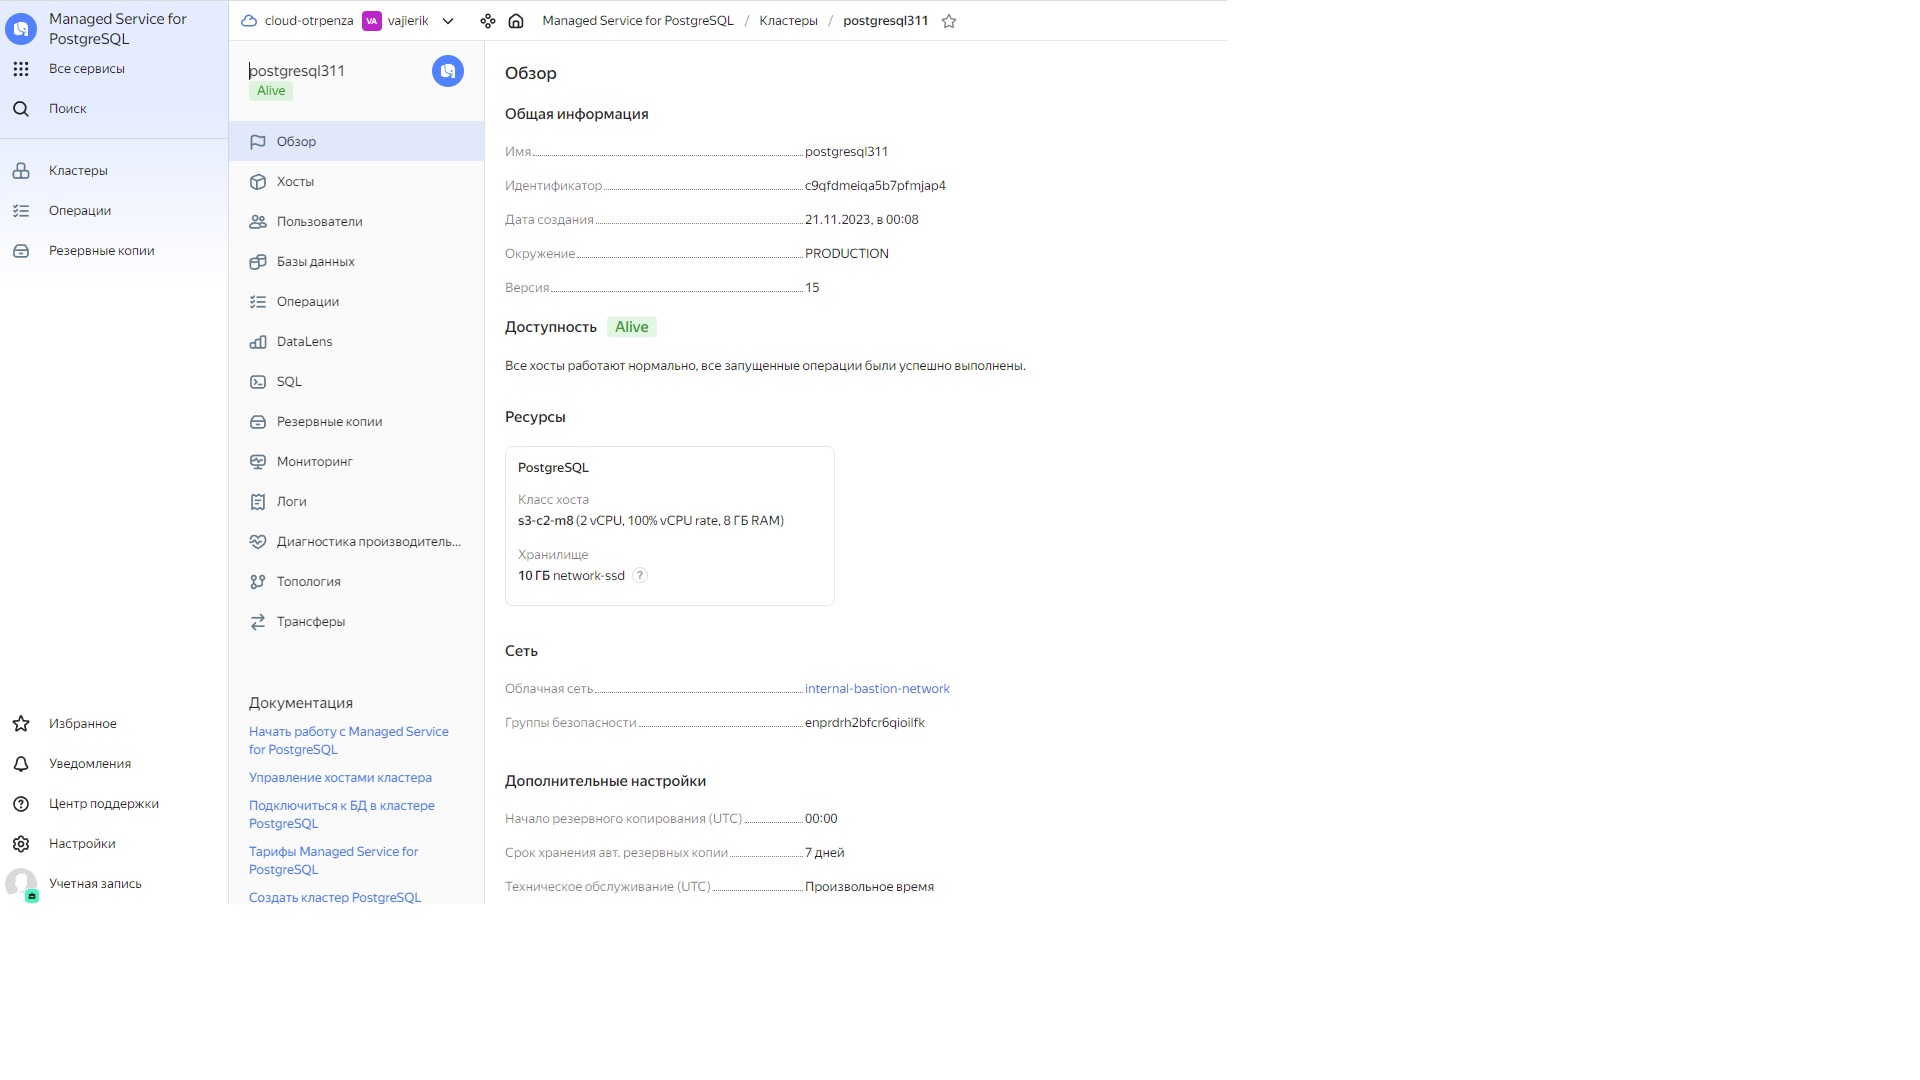 Managed Service for
PostgreSQL
Все сервисы
Поиск
Кластеры
Операции
Резервные копии
Избранное
Уведомления
Центр поддержки
Настройки
Учетная запись
cloud-otrpenza VA vajierik Managed Service for PostgreSQL / Кластеры / postgresql311
postgresql311
Alive
Обзор
Хосты
Пользователи
Базы данных
Операции
DataLens
SQL
Резервные копии
Мониторинг
Логи
Диагностика производитель...
Топология
Трансферы
Документация
Начать работу с Managed Service
for PostgreSQL
Управление хостами кластера
Подключиться к БД в кластере
PostgreSQL
Тарифы Managed Service for
PostgreSQL
Создать кластер PostgreSQL
Обзор
Общая информация
Имя postgresql311
Идентификатор c9qfdmeiqa5b7pfmjap4
Дата создания 21.11.2023, в 00:08
Окружение PRODUCTION
Версия 15
Доступность Alive
Все хосты работают нормально, все запущенные операции были успешно выполнены.
Ресурсы
PostgreSQL
Класс хоста
s3-c2-m8 (2 vCPU, 100% vCPU rate, 8 ГБ RAM)
Хранилище
10 ГБ network-ssd ?
Сеть
Облачная сеть internal-bastion-network
Группы безопасности enprdrh2bfcr6qioilfk
Дополнительные настройки
Начало резервного копирования (UTC) 00:00
Срок хранения авт. резервных копии 7 дней
Техническое обслуживание (UTC) Произвольное время